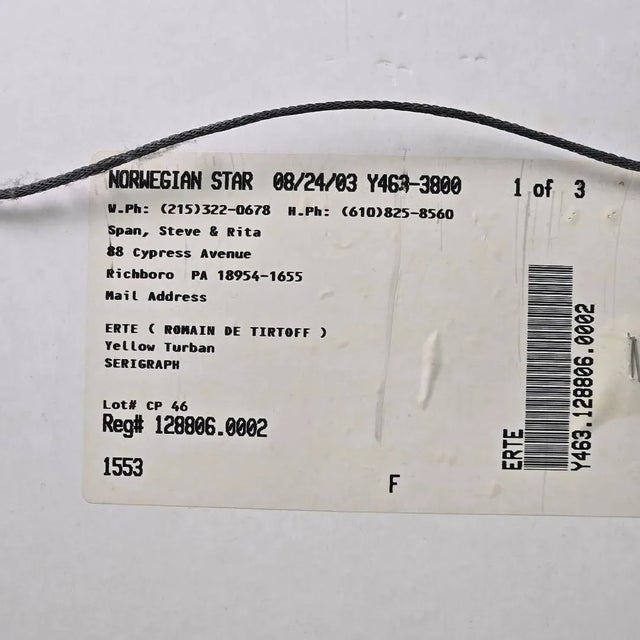 NORWEGIAN STAR 08/24/03 Y463-3800 1 of 3
W.Ph: (215)322-0678 H.Ph: (610)825-8560
Span, Steve & Rita
88 Cypress Avenue
Richboro PA 18954-1655
Mail Address
ERTE ( ROMAIN DE TIRTOFF )
Yellow Turban
SERIGRAPH
Lot# CP 46
Reg# 128806.0002
1553
F
ERTE
Y463.128806.0002